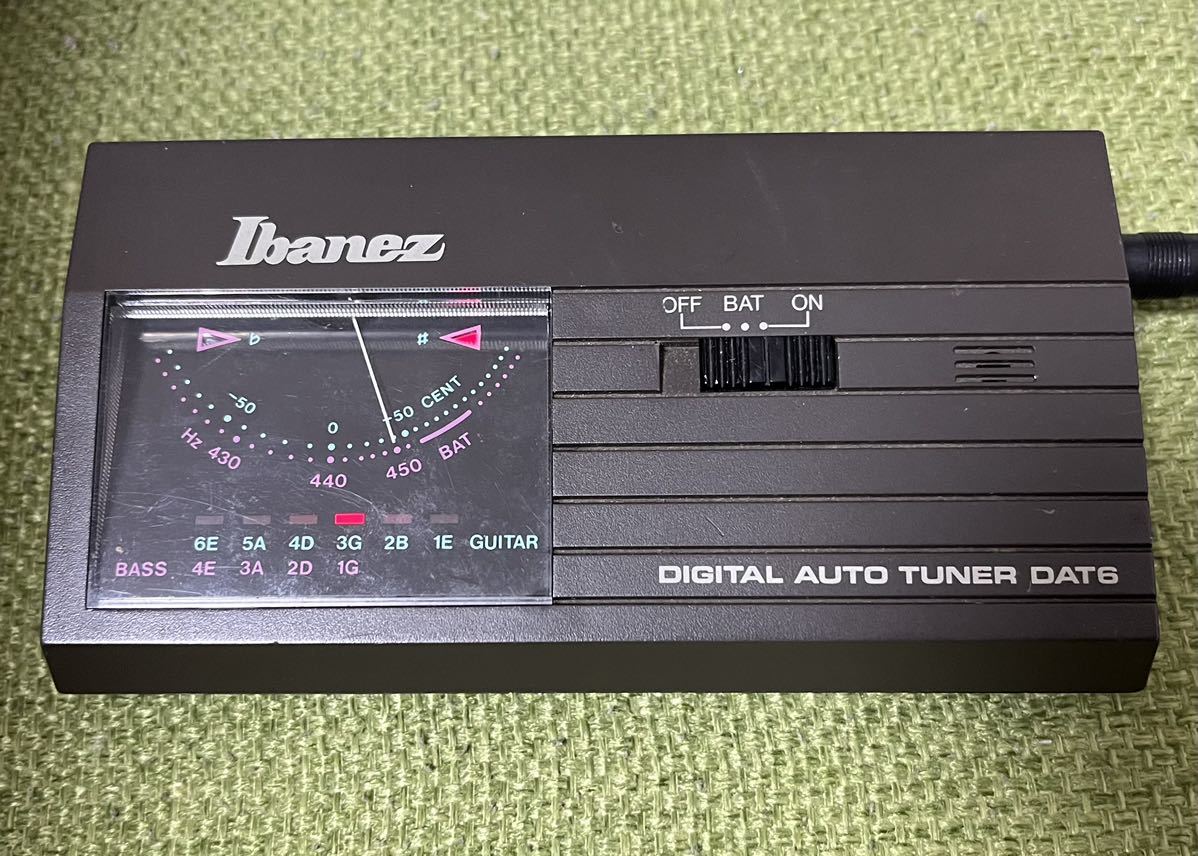 Ibanez
OFF BAT ON
♭ ♯
-50 0 +50 CENT
Hz 430 440 450 BAT
6E 5A 4D 3G 2B 1E GUITAR
BASS 4E 3A 2D 1G
DIGITAL AUTO TUNER DAT6